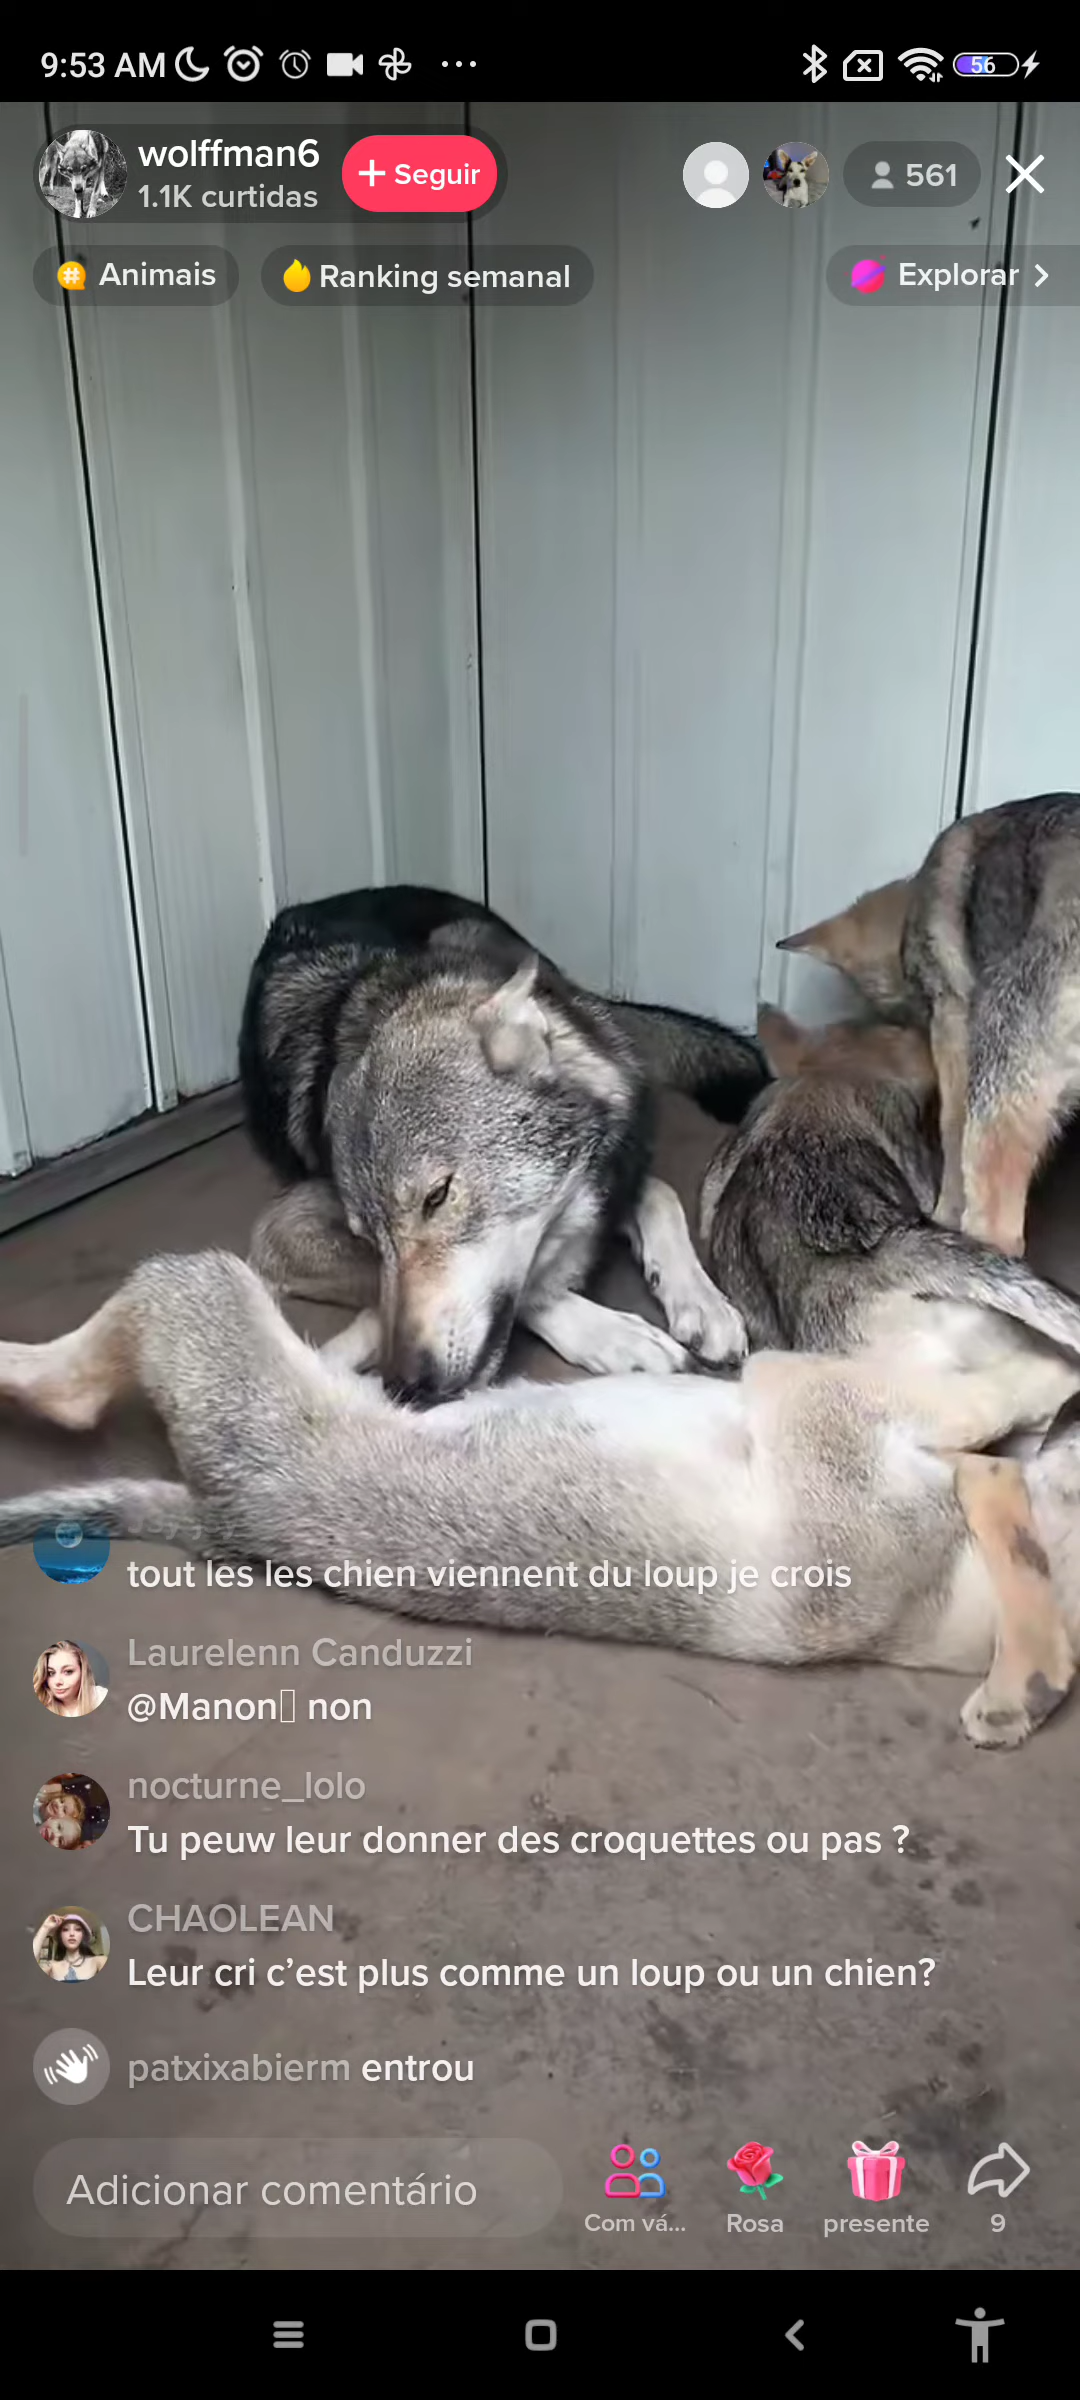 9:53 AM
56
wolffman6
1.1K curtidas
+ Seguir
561
Animais
Ranking semanal
Explorar
tout les les chien viennent du loup je crois
Laurelenn Canduzzi
@Manon▯ non
nocturne_lolo
Tu peuw leur donner des croquettes ou pas ?
CHAOLEAN
Leur cri c’est plus comme un loup ou un chien?
patxixabierm entrou
Adicionar comentário
Com vá...
Rosa
presente
9